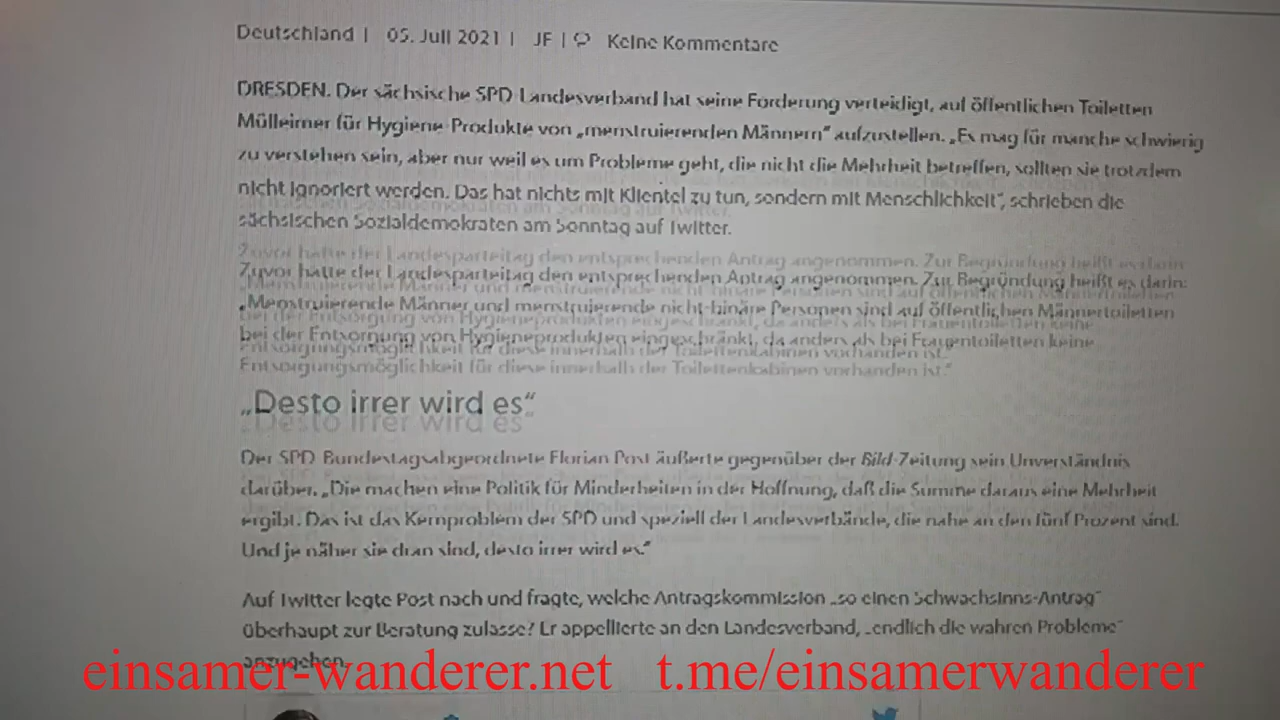 Deutschland | 05. Juli 2021 | JF | Keine Kommentare
DRESDEN. Der sächsische SPD-Landesverband hat seine Forderung verteidigt, auf öffentlichen Toiletten
Mülleimer für Hygiene-Produkte von „menstruierenden Männern“ aufzustellen. „Es mag für manche schwierig
zu verstehen sein, aber nur weil es um Probleme geht, die nicht die Mehrheit betreffen, sollten sie trotzdem
nicht ignoriert werden. Das hat nichts mit Klientel zu tun, sondern mit Menschlichkeit“, schrieben die
sächsischen Sozialdemokraten am Sonntag auf Twitter.
Zuvor hatte der Landesparteitag den entsprechenden Antrag angenommen. Zur Begründung heißt es darin:
„Menstruierende Männer und menstruierende nicht-binäre Personen sind auf öffentlichen Männertoiletten
bei der Entsorgung von Hygieneprodukten eingeschränkt, da anders als bei Frauentoiletten keine
Entsorgungsmöglichkeit für diese innerhalb der Toilettenkabinen vorhanden ist.“
„Desto irrer wird es“
Der SPD-Bundestagsabgeordnete Florian Post äußerte gegenüber der Bild-Zeitung sein Unverständnis
darüber. „Die machen eine Politik für Minderheiten in der Hoffnung, daß die Summe daraus eine Mehrheit
ergibt. Das ist das Kernproblem der SPD und speziell der Landesverbände, die nahe an den fünf Prozent sind.
Und je näher sie dran sind, desto irrer wird es.“
Auf Twitter legte Post nach und fragte, welche Antragskommission „so einen Schwachsinns-Antrag“
überhaupt zur Beratung zulasse? Er appellierte an den Landesverband, „endlich die wahren Probleme“
anzugehen.
einsamer-wanderer.net t.me/einsamerwanderer